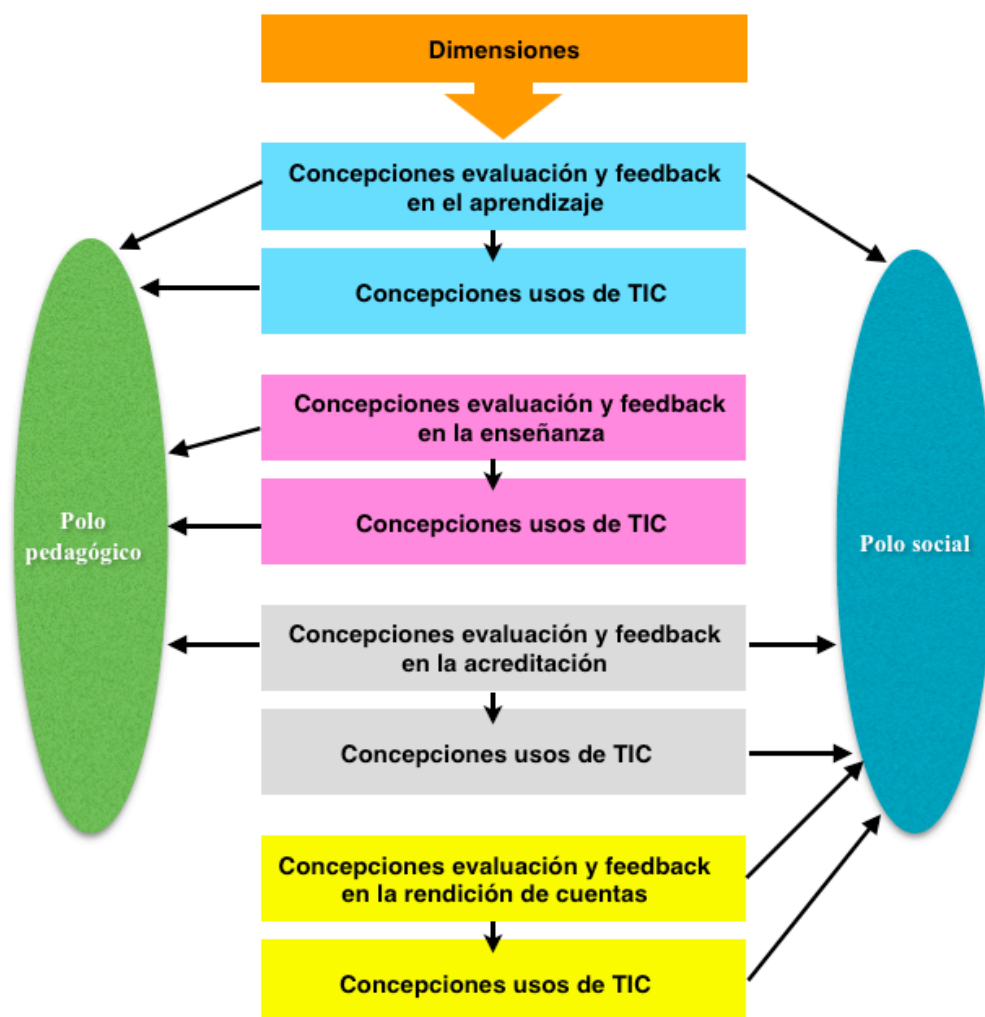 Dimensiones
Concepciones evaluación y feedback
en el aprendizaje
Concepciones usos de TIC
Concepciones evaluación y feedback
en la enseñanza
Concepciones usos de TIC
Polo
pedagógico
Polo social
Concepciones evaluación y feedback
en la acreditación
Concepciones usos de TIC
Concepciones evaluación y feedback
en la rendición de cuentas
Concepciones usos de TIC